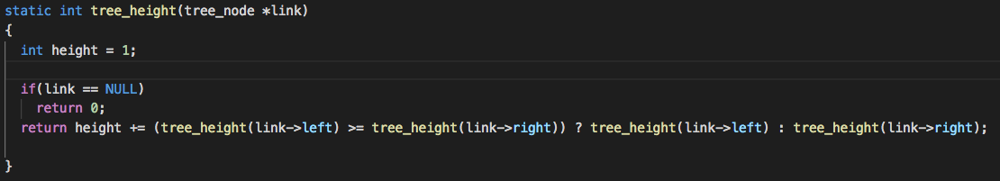 static int tree_height(tree_node *link)
{
  int height = 1;

  if(link == NULL)
    return 0;
  return height += (tree_height(link->left) >= tree_height(link->right)) ? tree_height(link->left) : tree_height(link->right);

}